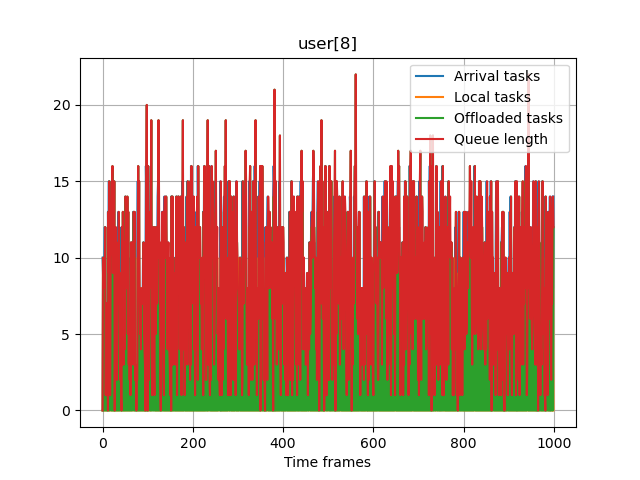 user[8]
Arrival tasks
Local tasks
Offloaded tasks
Queue length
20
15
10
5
0
0 200 400 600 800 1000
Time frames